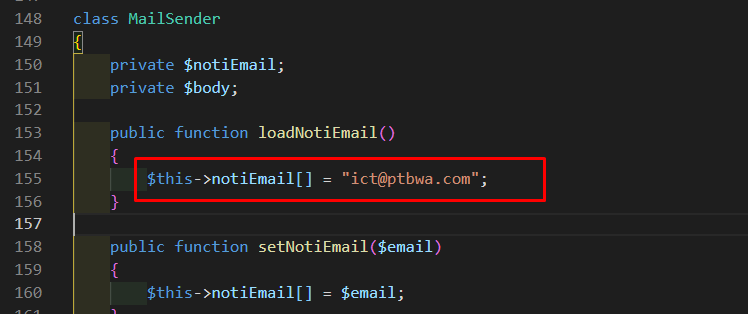 148 class MailSender
149 {
150     private $notiEmail;
151     private $body;
152
153     public function loadNotiEmail()
154     {
155         $this->notiEmail[] = "ict@ptbwa.com";
156     }
157
158     public function setNotiEmail($email)
159     {
160         $this->notiEmail[] = $email;